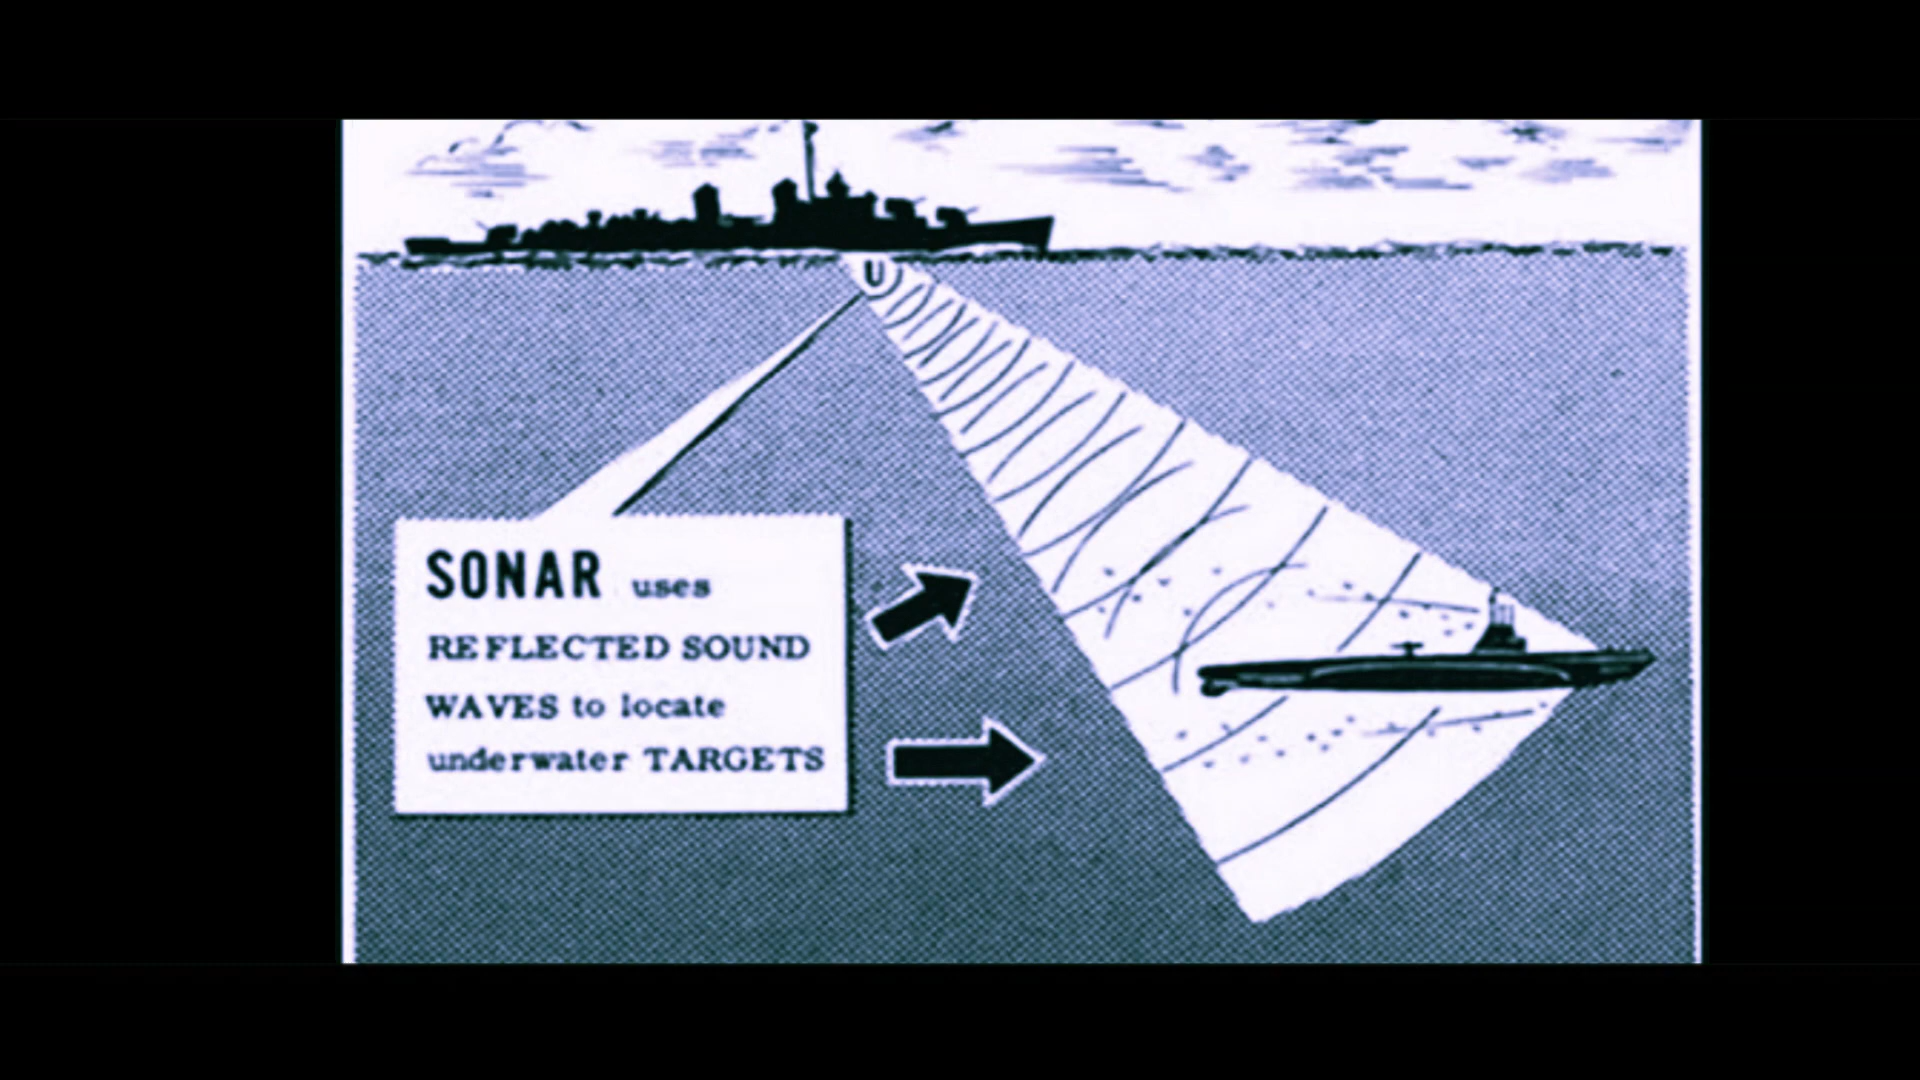 SONAR uses
REFLECTED SOUND
WAVES to locate
underwater TARGETS